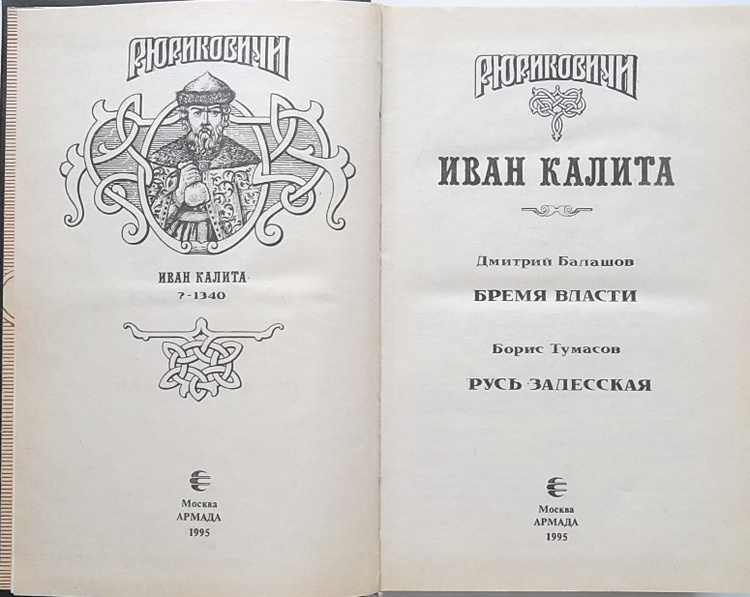 РЮРИКОВИЧИ
ИВАН КАЛИТА
?-1340
Москва
АРМАДА
1995
РЮРИКОВИЧИ
ИВАН КАЛИТА
Дмитрий Балашов
БРЕМЯ ВЛАСТИ
Борис Тумасов
РУСЬ ЗАЛЕССКАЯ
Москва
АРМАДА
1995